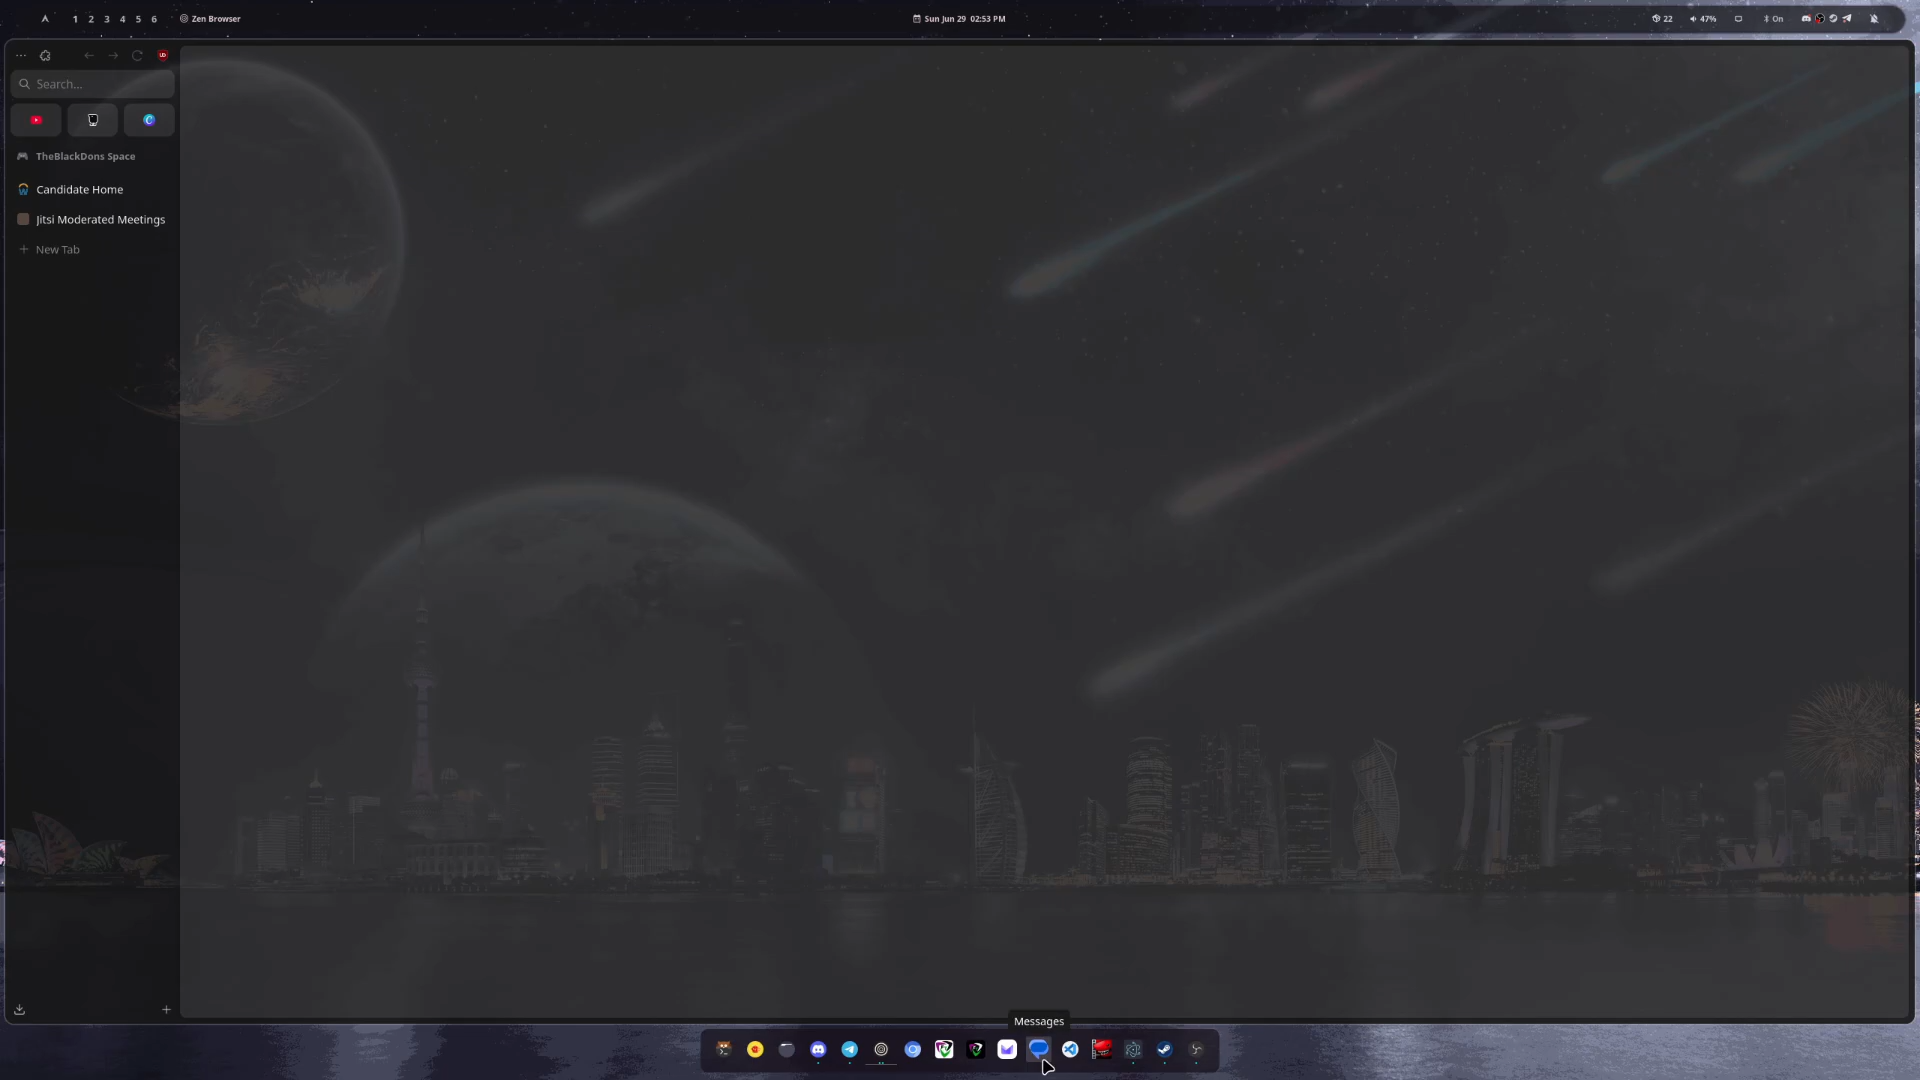 1 2 3 4 5 6 Zen Browser Sun Jun 29 02:53 PM 22 47% On
Search...
TheBlackDons Space
Candidate Home
Jitsi Moderated Meetings
New Tab
Messages